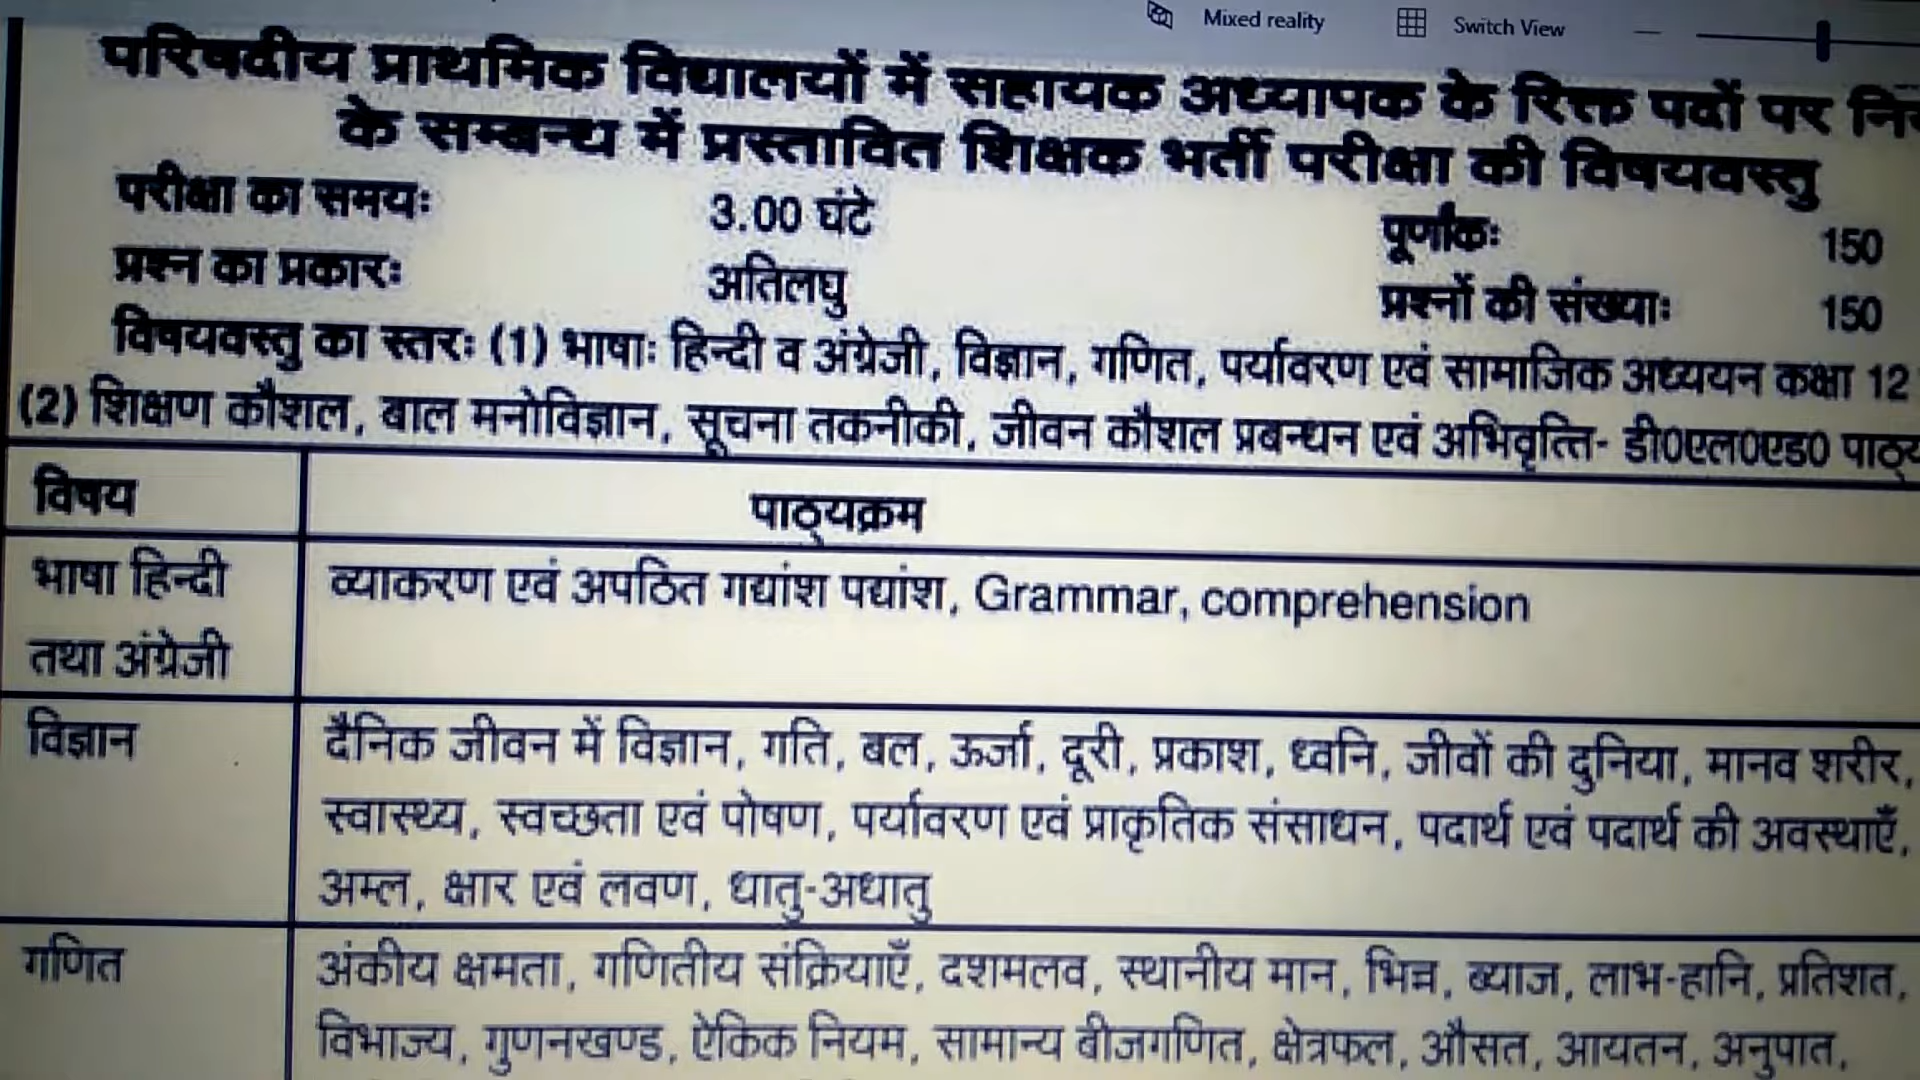 Mixed reality
Switch View
परिषदीय प्राथमिक विद्यालयों में सहायक अध्यापक के रिक्त पदों पर
के सम्बन्ध में प्रस्तावित शिक्षक भर्ती परीक्षा की विषयवस्तु
परीक्षा का समयः 3.00 घंटे पूर्णांकः 150
प्रश्न का प्रकारः अतिलघु प्रश्नों की संख्याः 150
विषयवस्तु का स्तरः (1) भाषाः हिन्दी व अंग्रेजी, विज्ञान, गणित, पर्यावरण एवं सामाजिक अध्ययन कक्षा 12
(2) शिक्षण कौशल, बाल मनोविज्ञान, सूचना तकनीकी, जीवन कौशल प्रबन्धन एवं अभिवृत्ति- डी0एल0एड0
विषय पाठ्यक्रम
भाषा हिन्दी व्याकरण एवं अपठित गद्यांश पद्यांश, Grammar, comprehension
तथा अंग्रेजी
विज्ञान दैनिक जीवन में विज्ञान, गति, बल, ऊर्जा, दूरी, प्रकाश, ध्वनि, जीवों की दुनिया, मानव शरीर,
स्वास्थ्य, स्वच्छता एवं पोषण, पर्यावरण एवं प्राकृतिक संसाधन, पदार्थ एवं पदार्थ की अवस्थाएँ,
अम्ल, क्षार एवं लवण, धातु-अधातु
गणित अंकीय क्षमता, गणितीय संक्रियाएँ, दशमलव, स्थानीय मान, भिन्न, ब्याज, लाभ-हानि, प्रतिशत,
विभाज्य, गुणनखण्ड, ऐकिक नियम, सामान्य बीजगणित, क्षेत्रफल, औसत, आयतन, अनुपात,